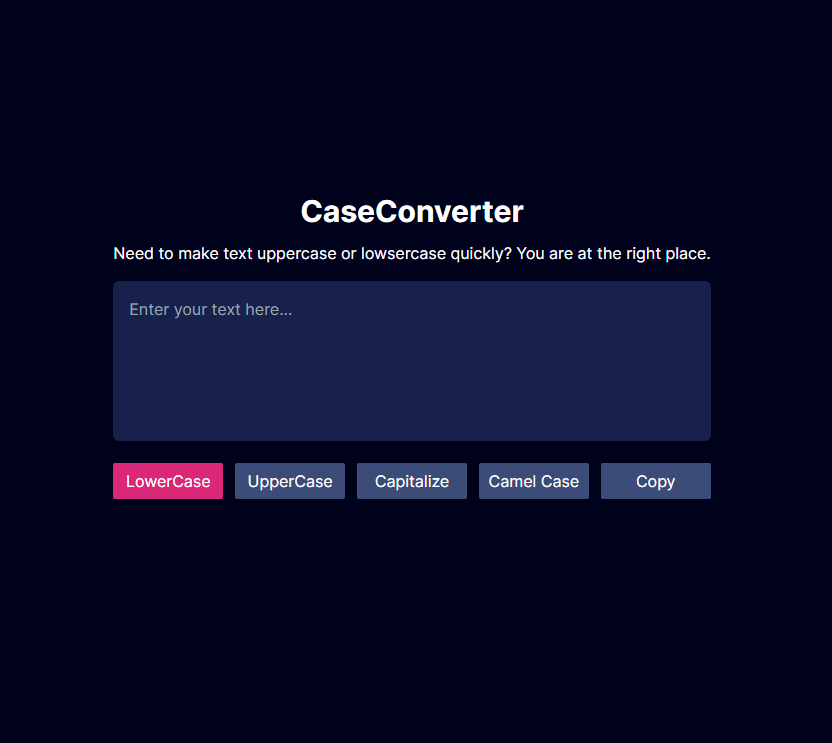 CaseConverter
Need to make text uppercase or lowsercase quickly? You are at the right place.
Enter your text here...
LowerCase UpperCase Capitalize Camel Case Copy